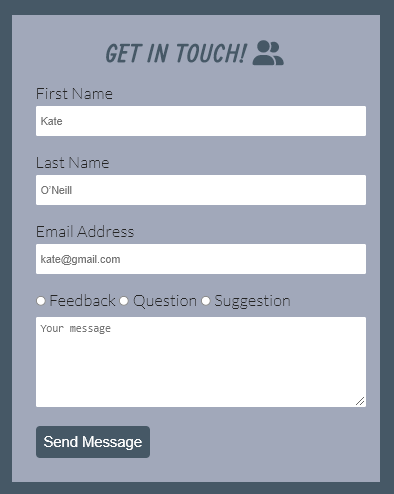 GET IN TOUCH!
First Name
Kate
Last Name
O'Neill
Email Address
kate@gmail.com
Feedback Question Suggestion
Your message
Send Message